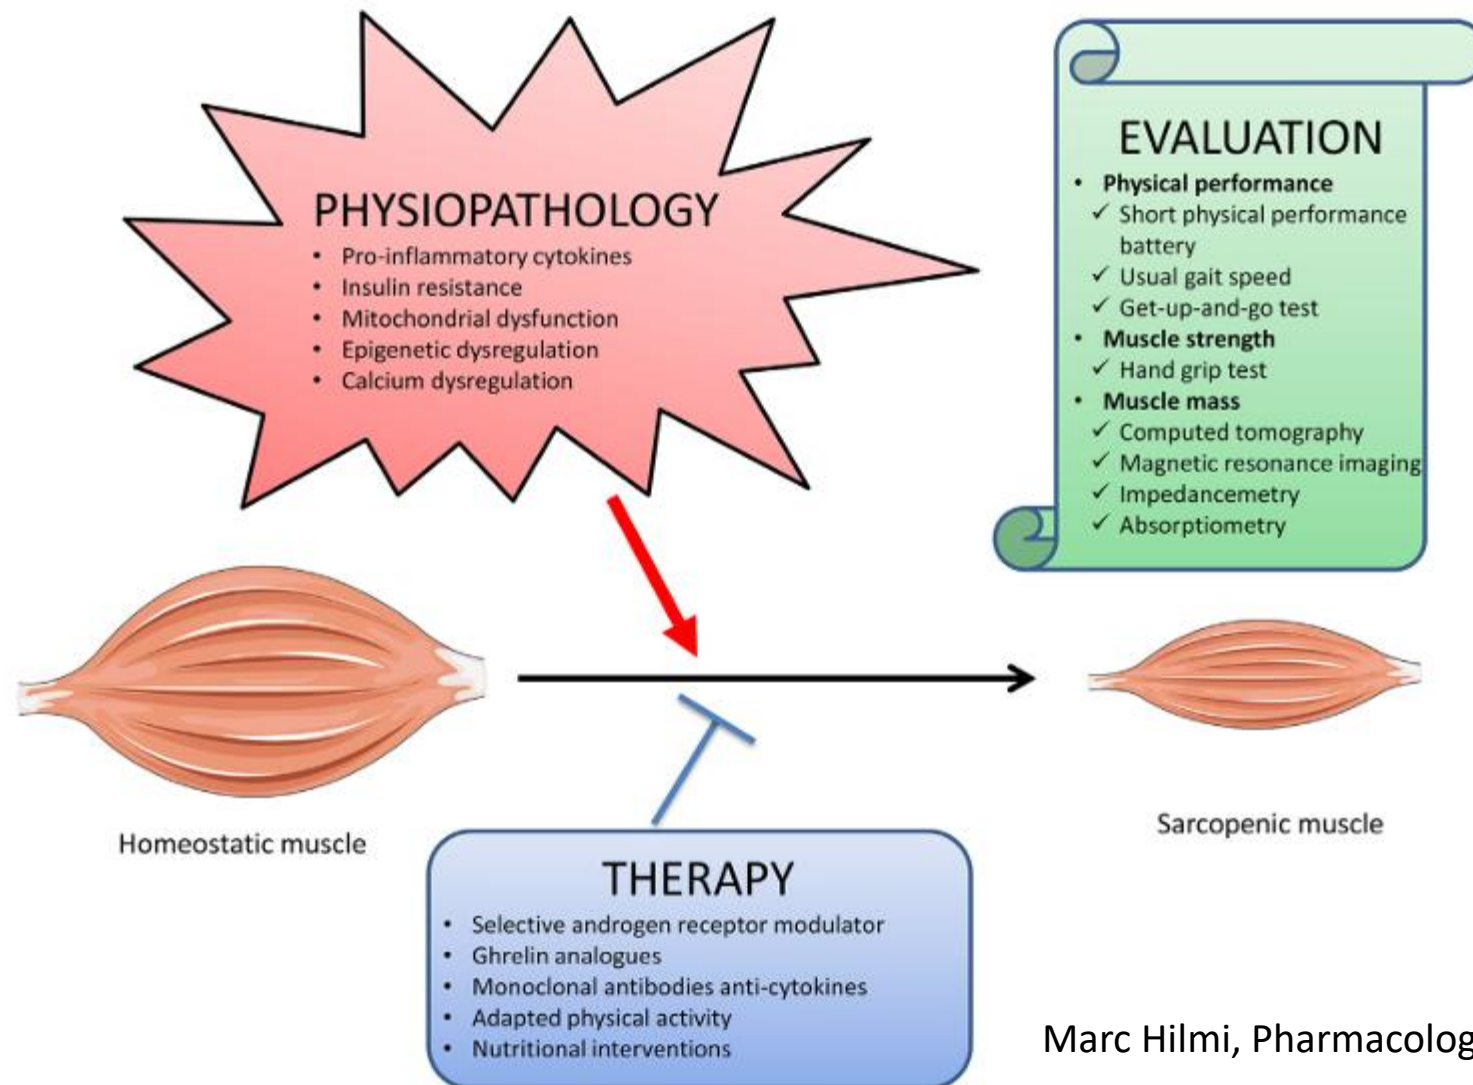 PHYSIOPATHOLOGY
• Pro-inflammatory cytokines
• Insulin resistance
• Mitochondrial dysfunction
• Epigenetic dysregulation
• Calcium dysregulation
EVALUATION
• Physical performance
✓ Short physical performance
battery
✓ Usual gait speed
✓ Get-up-and-go test
• Muscle strength
✓ Hand grip test
• Muscle mass
✓ Computed tomography
✓ Magnetic resonance imaging
✓ Impedancemetry
✓ Absorptiometry
Homeostatic muscle
Sarcopenic muscle
THERAPY
• Selective androgen receptor modulator
• Ghrelin analogues
• Monoclonal antibodies anti-cytokines
• Adapted physical activity
• Nutritional interventions
Marc Hilmi, Pharmacolog